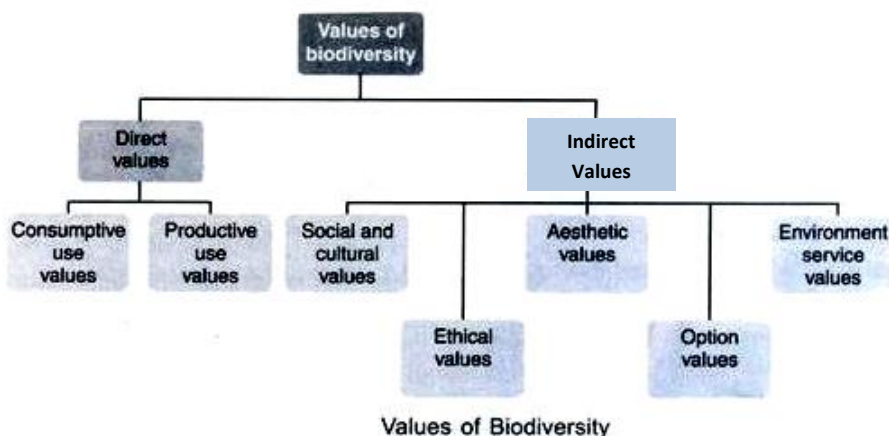 Values of
biodiversity
Direct
values
Indirect
Values
Consumptive
use
values
Productive
use
values
Social and
cultural
values
Ethical
values
Aesthetic
values
Option
values
Environment
service
values
Values of Biodiversity